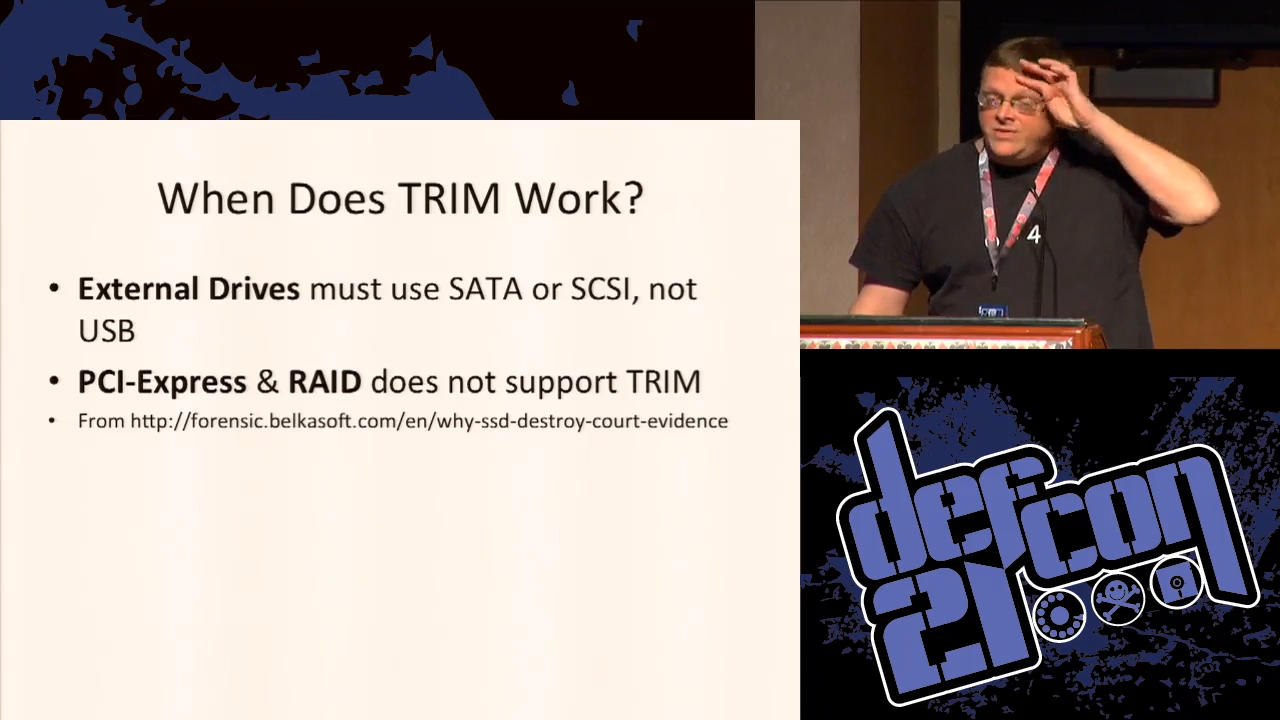 When Does TRIM Work?
• External Drives must use SATA or SCSI, not
USB
• PCI-Express & RAID does not support TRIM
• From http://forensic.belkasoft.com/en/why-ssd-destroy-court-evidence
4
defcon
21